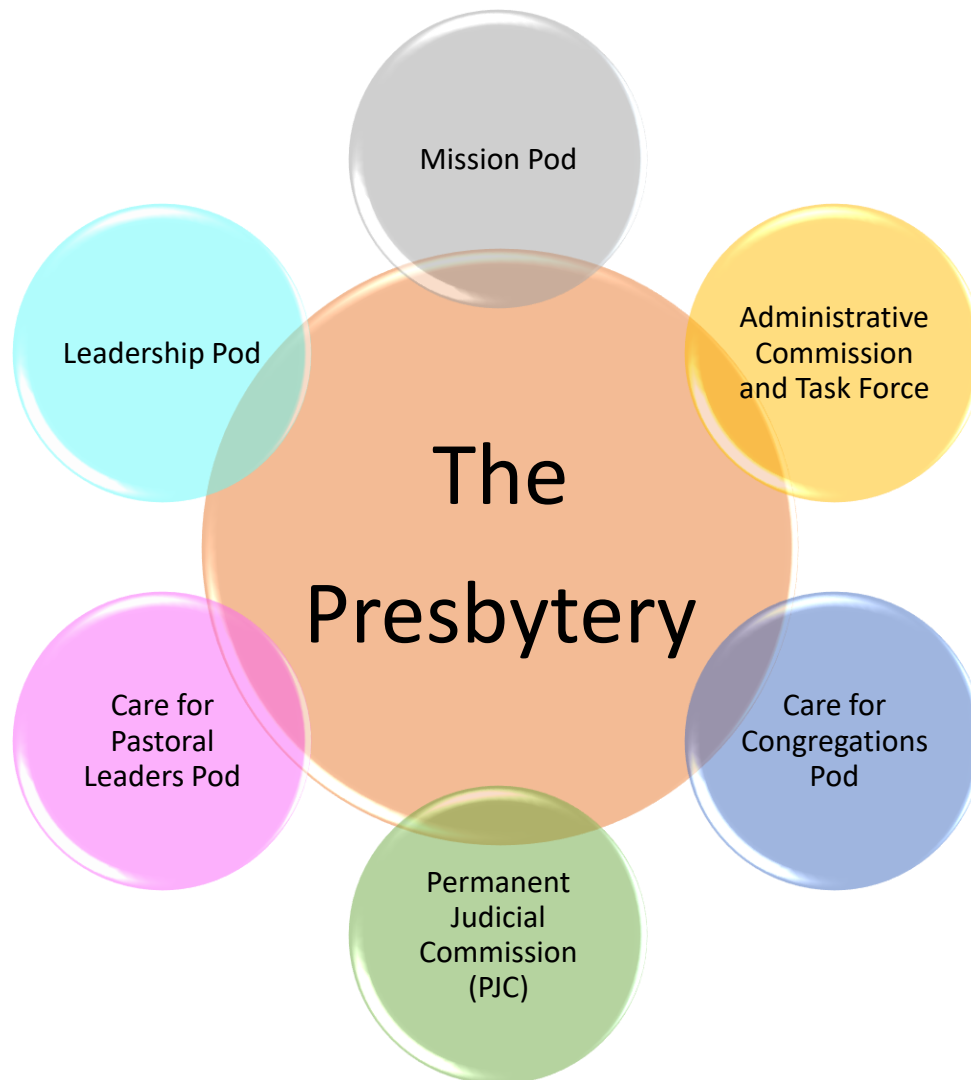 Mission Pod
Administrative
Commission
and Task Force
Leadership Pod
The
Presbytery
Care for
Pastoral
Leaders Pod
Care for
Congregations
Pod
Permanent
Judicial
Commission
(PJC)